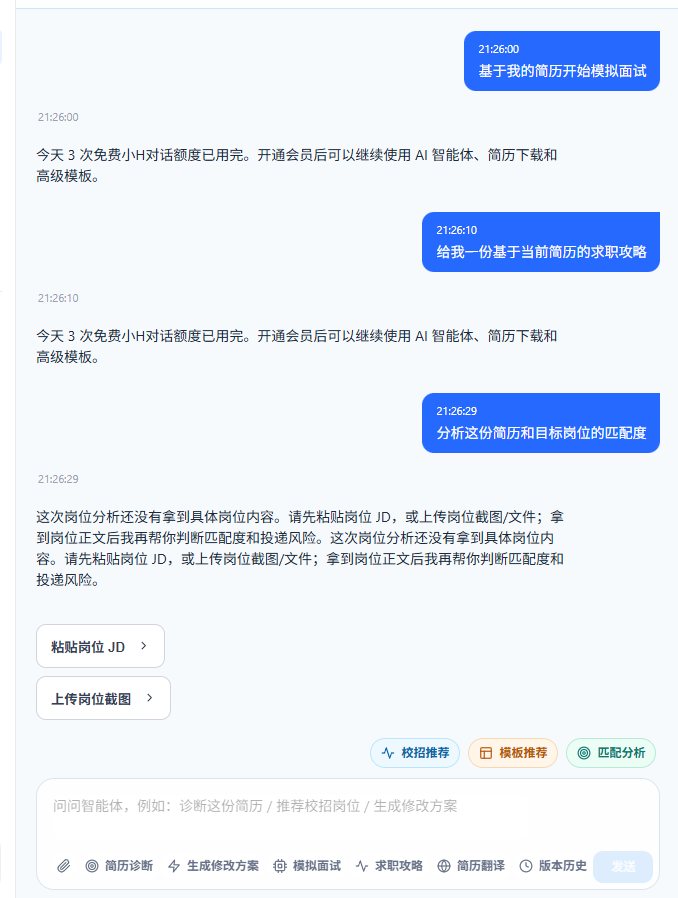 21:26:00
基于我的简历开始模拟面试
21:26:00
今天 3 次免费小H对话额度已用完。开通会员后可以继续使用 AI 智能体、简历下载和
高级模板。
21:26:10
给我一份基于当前简历的求职攻略
21:26:10
今天 3 次免费小H对话额度已用完。开通会员后可以继续使用 AI 智能体、简历下载和
高级模板。
21:26:29
分析这份简历和目标岗位的匹配度
21:26:29
这次岗位分析还没有拿到具体岗位内容。请先粘贴岗位 JD，或上传岗位截图/文件；拿
到岗位正文后我再帮你判断匹配度和投递风险。这次岗位分析还没有拿到具体岗位内
容。请先粘贴岗位 JD，或上传岗位截图/文件；拿到岗位正文后我再帮你判断匹配度和
投递风险。
粘贴岗位 JD
上传岗位截图
校招推荐 模板推荐 匹配分析
问问智能体，例如：诊断这份简历 / 推荐校招岗位 / 生成修改方案
简历诊断 生成修改方案 模拟面试 求职攻略 简历翻译 版本历史 发送